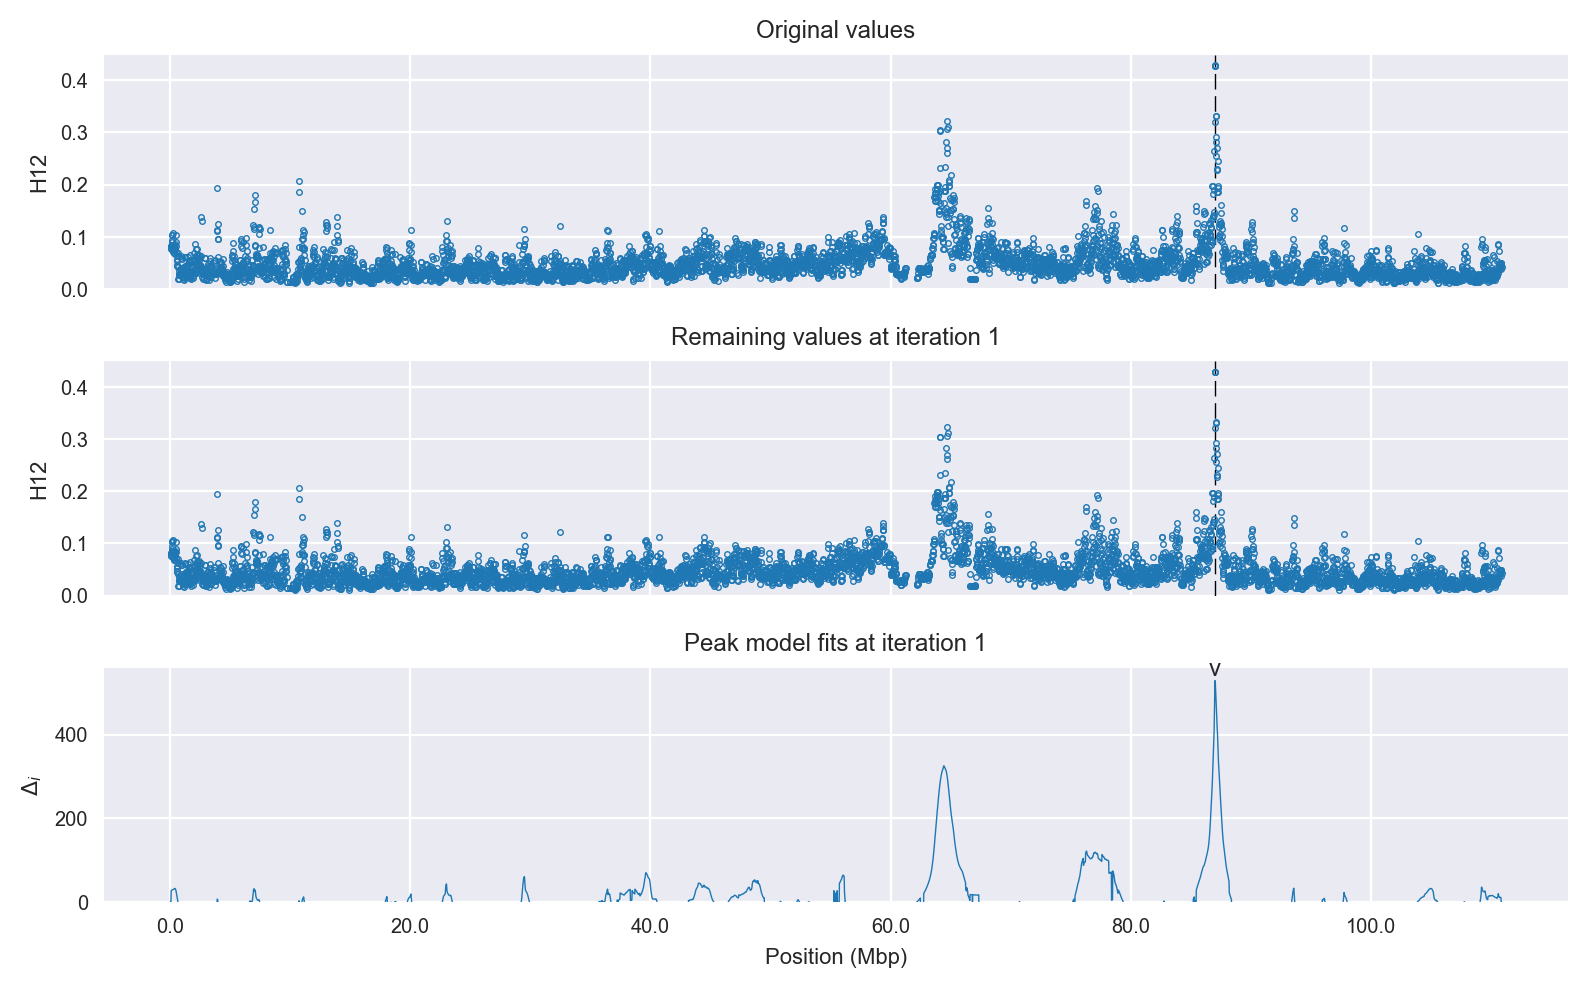 Original values
0.4
0.3
0.2
0.1
0.0
H12
Remaining values at iteration 1
0.4
0.3
0.2
0.1
0.0
H12
Peak model fits at iteration 1
v
400
200
0
Δi
0.0 20.0 40.0 60.0 80.0 100.0
Position (Mbp)